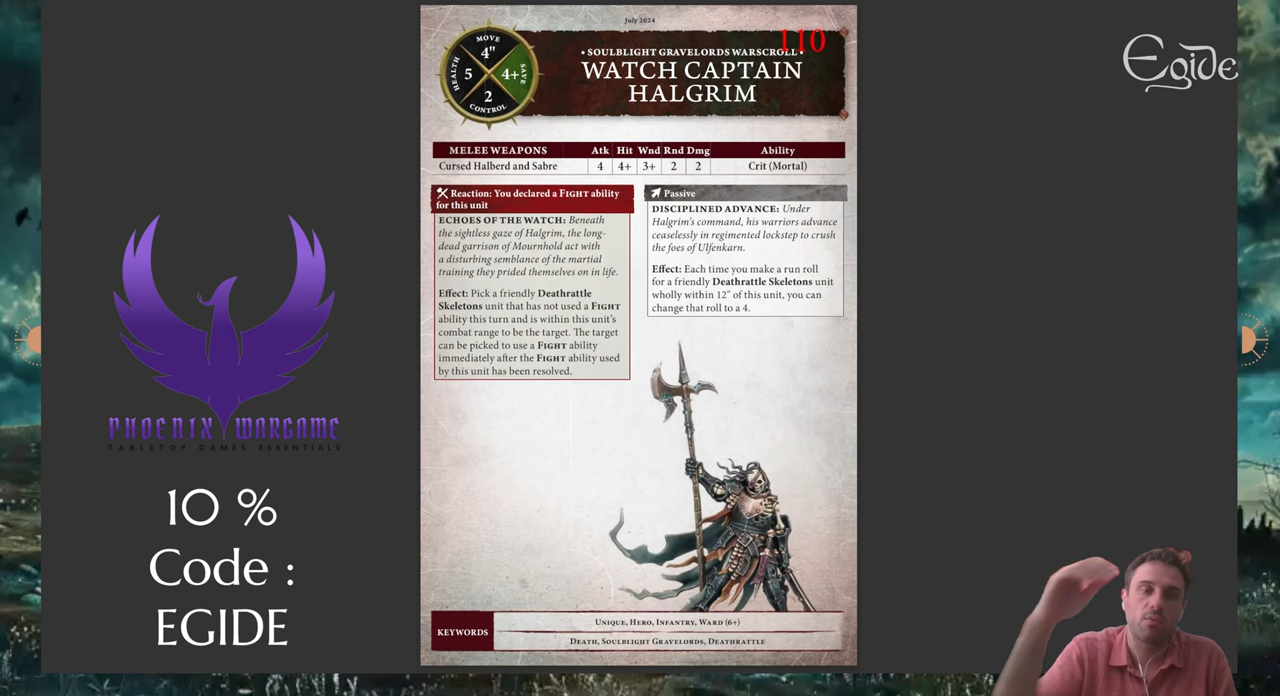 July 2024
110
Egide
MOVE
4"
HEALTH
5
4+
SAVE
2
CONTROL
• SOULBLIGHT GRAVELORDS WARSCROLL •
WATCH CAPTAIN
HALGRIM
MELEE WEAPONS Atk Hit Wnd Rnd Dmg Ability
Cursed Halberd and Sabre 4 4+ 3+ 2 2 Crit (Mortal)
Reaction: You declared a FIGHT ability
for this unit
ECHOES OF THE WATCH: Beneath
the sightless gaze of Halgrim, the long-
dead garrison of Mournhold act with
a disturbing semblance of the martial
training they prided themselves on in life.
Effect: Pick a friendly Deathrattle
Skeletons unit that has not used a FIGHT
ability this turn and is within this unit's
combat range to be the target. The target
can be picked to use a FIGHT ability
immediately after the FIGHT ability used
by this unit has been resolved.
Passive
DISCIPLINED ADVANCE: Under
Halgrim's command, his warriors advance
ceaselessly in regimented lockstep to crush
the foes of Ulfenkarn.
Effect: Each time you make a run roll
for a friendly Deathrattle Skeletons unit
wholly within 12" of this unit, you can
change that roll to a 4.
KEYWORDS
UNIQUE, HERO, INFANTRY, WARD (6+)
DEATH, SOULBLIGHT GRAVELORDS, DEATHRATTLE
PHOENIX WARGAME
TABLETOP GAMES ESSENTIALS
10 %
Code :
EGIDE